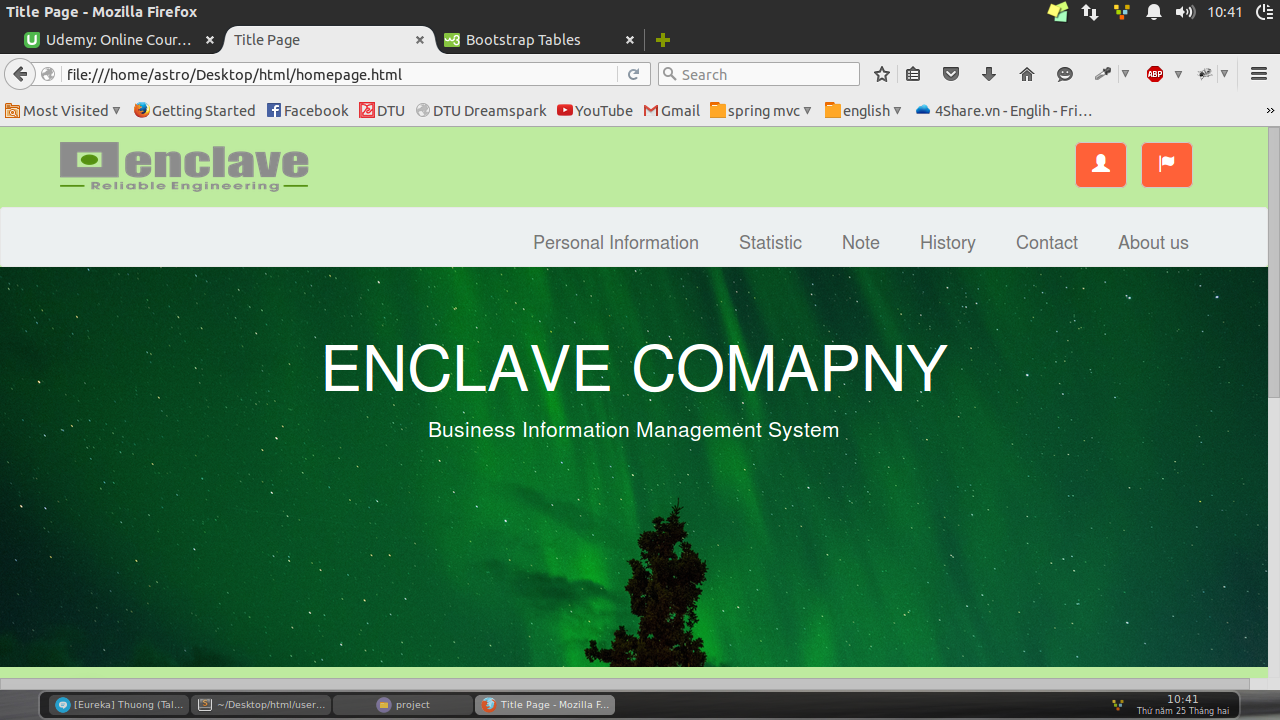 Title Page - Mozilla Firefox
10:41
Udemy: Online Cour...
Title Page
Bootstrap Tables
file:///home/astro/Desktop/html/homepage.html
Search
ABP
Most Visited
Getting Started
Facebook
DTU
DTU Dreamspark
YouTube
Gmail
spring mvc
english
4Share.vn - Englih - Fri...
enclave
Reliable Engineering
Personal Information
Statistic
Note
History
Contact
About us
ENCLAVE COMAPNY
Business Information Management System
[Eureka] Thuong (Tal...
~/Desktop/html/user...
project
Title Page - Mozilla F...
10:41
Thứ năm 25 Tháng hai